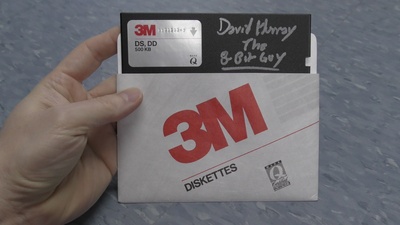 3M
DS, DD
500 KB
Q
David Murray
The
8-Bit Guy
3M
DISKETTES
Q